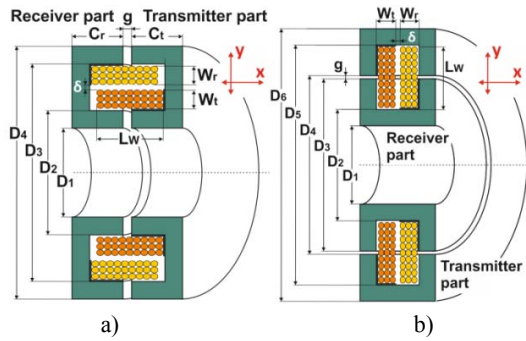 Receiver part g Transmitter part
Cr Ct
y
x
Wr
δ
Wt
Lw
D4
D3
D2
D1
a)
Wt Wr
δ
g
Lw
y
x
D6
D5
D4
D3
D2
D1
Receiver
part
Transmitter
part
b)